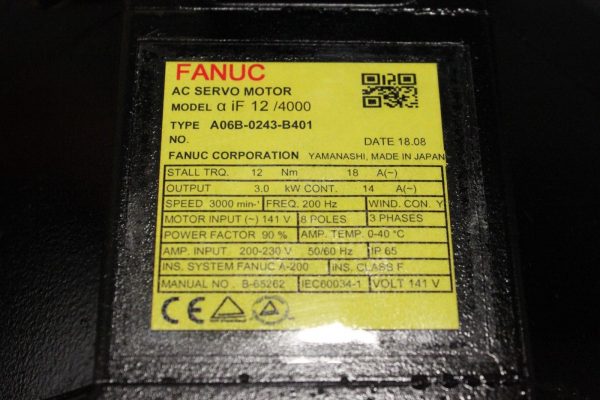 FANUC
AC SERVO MOTOR
MODEL α iF 12 /4000
TYPE A06B-0243-B401
NO. DATE 18.08
FANUC CORPORATION YAMANASHI, MADE IN JAPAN
STALL TRQ. 12 Nm 18 A(~)
OUTPUT 3.0 kW CONT. 14 A(~)
SPEED 3000 min-¹ FREQ. 200 Hz WIND. CON. Y
MOTOR INPUT (~) 141 V 8 POLES 3 PHASES
POWER FACTOR 90 % AMP. TEMP. 0-40 °C
AMP. INPUT 200-230 V 50/60 Hz IP 65
INS. SYSTEM FANUC A-200 INS. CLASS F
MANUAL NO. B-65262 IEC60034-1 VOLT 141 V
CE